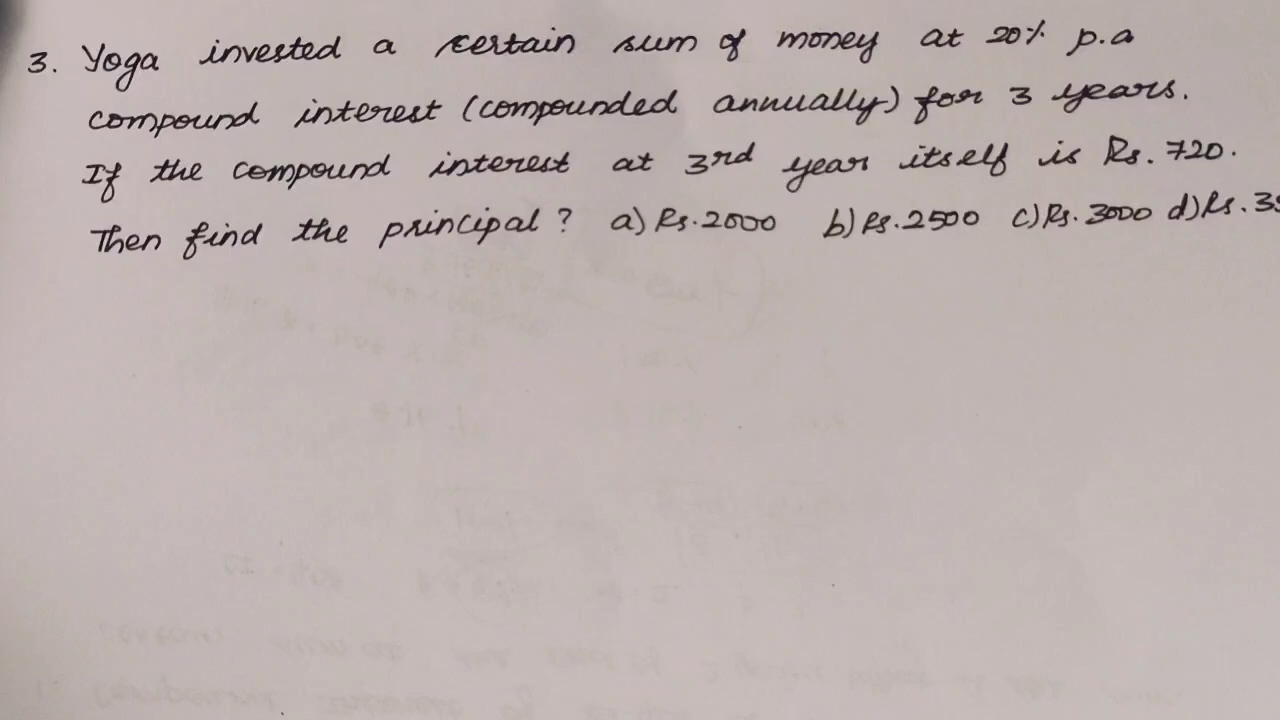 3. Yoga invested a certain sum of money at 20% p.a
compound interest (compounded annually) for 3 years.
If the compound interest at 3rd year itself is Rs. 720.
Then find the principal? a) Rs.2000 b) Rs.2500 c) Rs.3000 d) Rs.